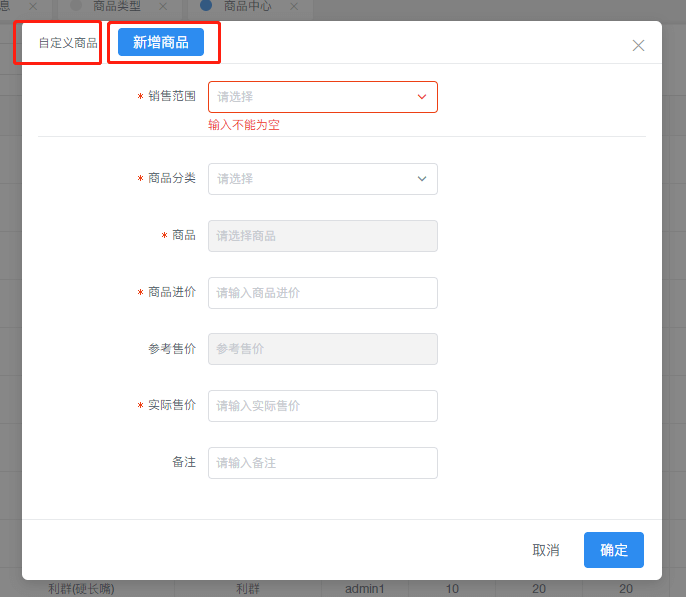 息 商品类型 商品中心
自定义商品 新增商品
* 销售范围 请选择
输入不能为空
* 商品分类 请选择
* 商品 请选择商品
* 商品进价 请输入商品进价
参考售价 参考售价
* 实际售价 请输入实际售价
备注 请输入备注
取消 确定
利群(硬长嘴) 利群 admin1 10 20 20